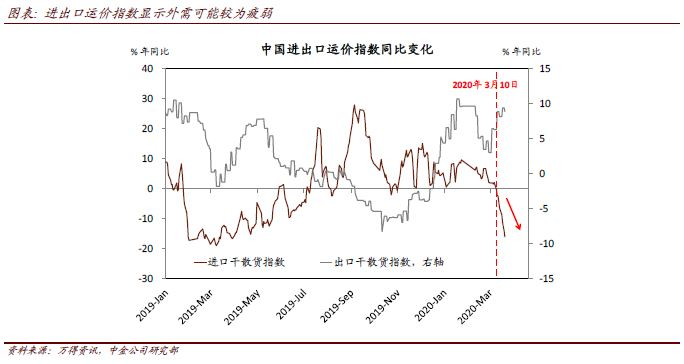 图表: 进出口运价指数显示外需可能较为疲弱
中国进出口运价指数同比变化
% 年同比
% 年同比
2020年 3月10日
40
30
20
10
0
-10
-20
-30
15
10
5
0
-5
-10
-15
进口干散货指数
出口干散货指数，右轴
2019-Jan
2019-Mar
2019-May
2019-Jul
2019-Sep
2019-Nov
2020-Jan
2020-Mar
资料来源: 万得资讯，中金公司研究部